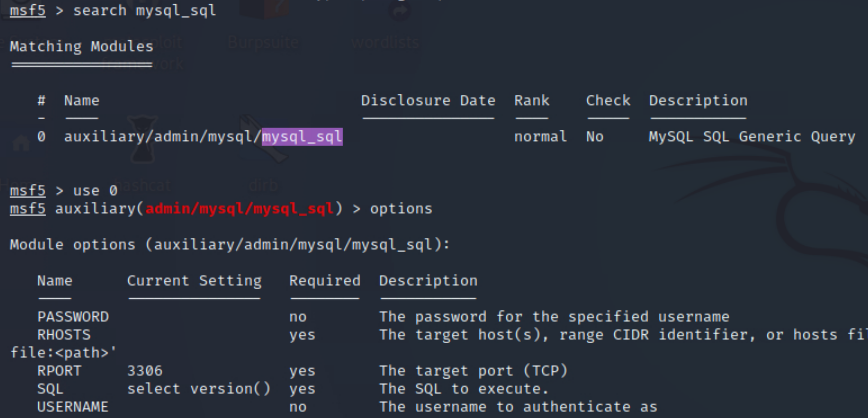 msf5 > search mysql_sql
Matching Modules
================
# Name Disclosure Date Rank Check Description
- ---- --------------- ---- ----- -----------
0 auxiliary/admin/mysql/mysql_sql normal No MySQL SQL Generic Query
msf5 > use 0
msf5 auxiliary(admin/mysql/mysql_sql) > options
Module options (auxiliary/admin/mysql/mysql_sql):
Name Current Setting Required Description
---- --------------- -------- -----------
PASSWORD no The password for the specified username
RHOSTS yes The target host(s), range CIDR identifier, or hosts fil
file:<path>'
RPORT 3306 yes The target port (TCP)
SQL select version() yes The SQL to execute.
USERNAME no The username to authenticate as